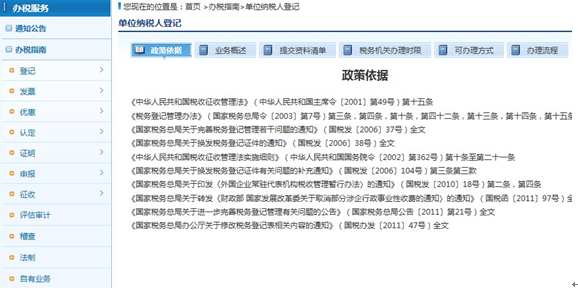 办税服务
通知公告
办税指南
登记
发票
优惠
认定
证明
申报
征收
评估审计
稽查
法制
自有业务
您现在的位置是：首页 >办税指南>单位纳税人登记
单位纳税人登记
政策依据 业务概述 提交资料清单 税务机关办理时限 可办理方式 办理流程
政策依据
《中华人民共和国税收征收管理法》（中华人民共和国主席令［2001］第49号）第十五条
《税务登记管理办法》（国家税务总局令［2003］第7号）第三条，第四条，第十条，第四十二条，第十三条，第十四条，第十五条
《国家税务总局关于完善税务登记管理若干问题的通知》（国税发［2006］37号）全文
《国家税务总局关于换发税务登记证件的通知》（国税发［2006］38号）全文
《中华人民共和国税收征收管理法实施细则》（中华人民共和国国务院令［2002］第362号）第十条至第二十一条
《国家税务总局关于换发税务登记证件有关问题的补充通知》（国税发［2006］104号）第三条第三款
《国家税务总局关于印发〈外国企业常驻代表机构税收管理暂行办法〉的通知》（国税发［2010］18号）第二条，第四条
《国家税务总局关于转发〈财政部 国家发展改革委关于取消部分涉企行政事业性收费的通知〉的通知》（国税函［2011］97号）全
《国家税务总局关于进一步完善税务登记管理有关问题的公告》（国家税务总局公告［2011］第21号）全文
《国家税务总局办公厅关于修改税务登记表相关内容的通知》（国税办发［2011］47号）全文